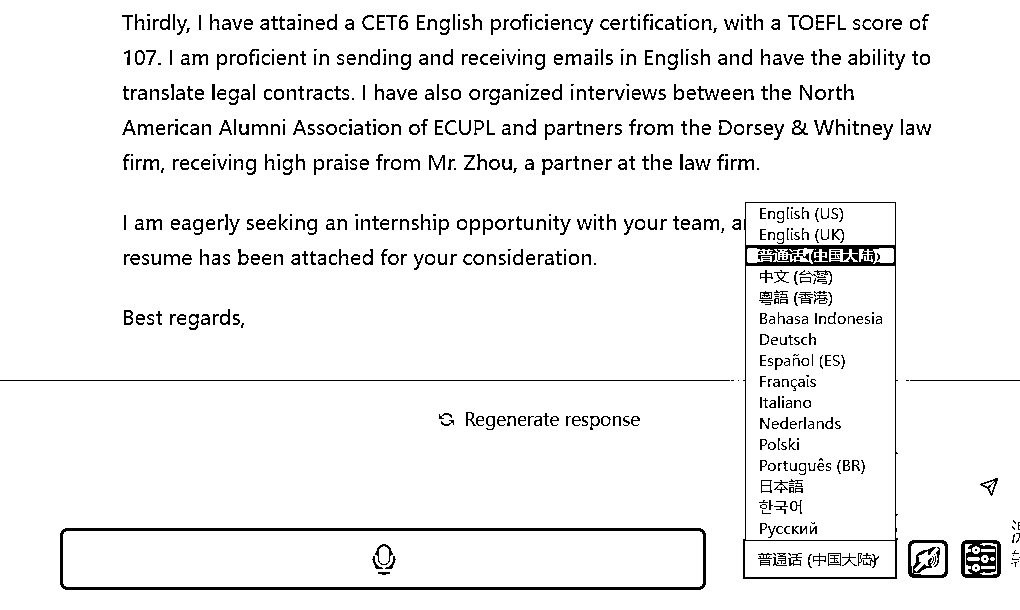 Thirdly, I have attained a CET6 English proficiency certification, with a TOEFL score of
107. I am proficient in sending and receiving emails in English and have the ability to
translate legal contracts. I have also organized interviews between the North
American Alumni Association of ECUPL and partners from the Dorsey & Whitney law
firm, receiving high praise from Mr. Zhou, a partner at the law firm.
I am eagerly seeking an internship opportunity with your team,
resume has been attached for your consideration.
Best regards,
English (US)
English (UK)
普通话 (中国大陆)
中文 (台灣)
粵語 (香港)
Bahasa Indonesia
Deutsch
Español (ES)
Français
Italiano
Nederlands
Polski
Português (BR)
日本語
한국어
Русский
Regenerate response
普通话 (中国大陆)